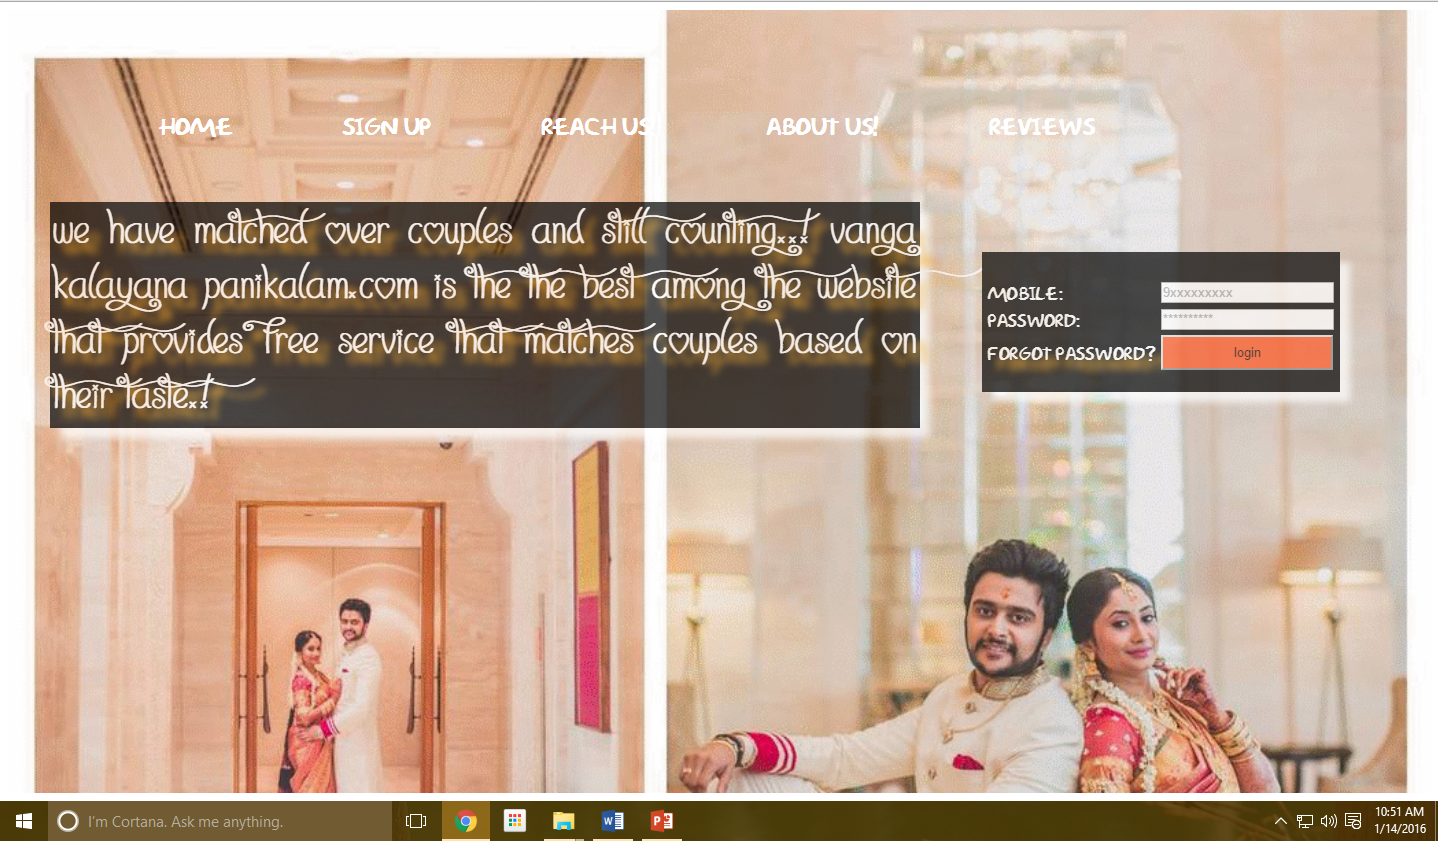 HOME SIGN UP REACH US ABOUT US! REVIEWS
we have matched over couples and still counting...! vanga
kalayana panikalam.com is the the best among the website
that provides free service that matches couples based on
their taste..!
MOBILE: 9xxxxxxxxx
PASSWORD: **********
FORGOT PASSWORD? login
I'm Cortana. Ask me anything.
10:51 AM
1/14/2016